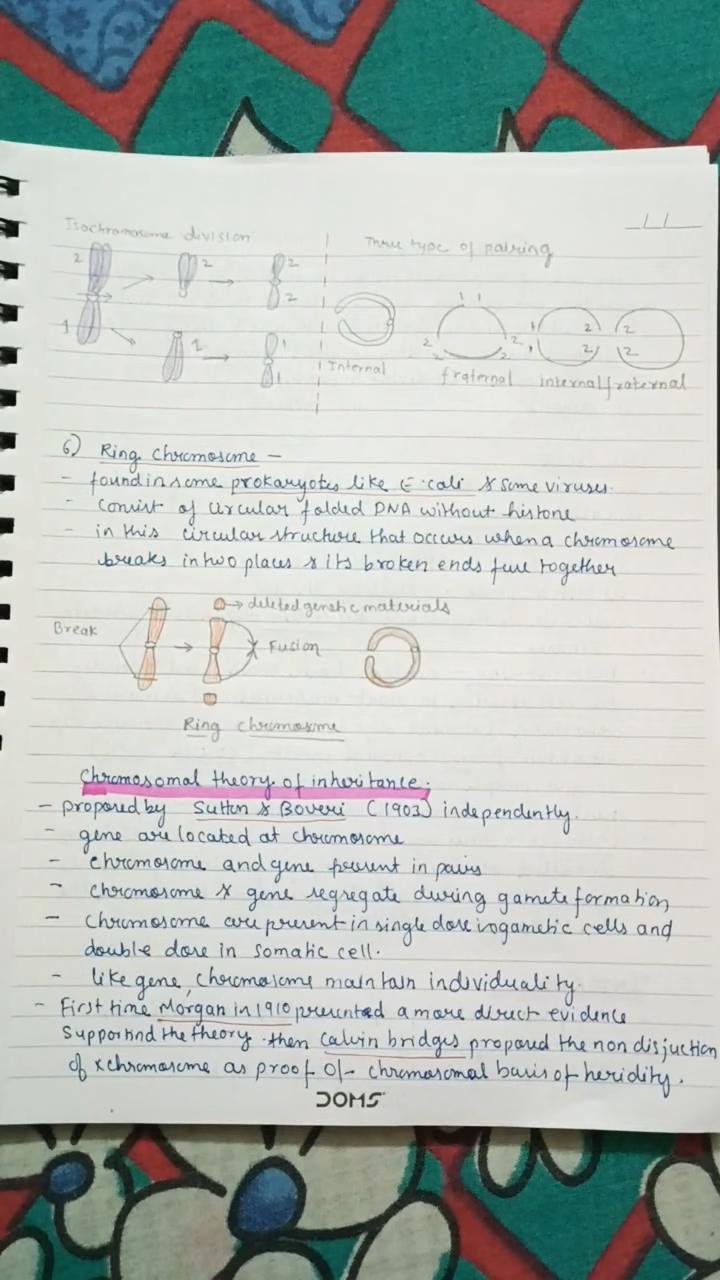 _/_/___
Isochromosome division
Three type of pairing
2
2
2
2
1
1
1
1
Internal
1 1
2 2
2 2
fraternal
1 2
1 2
internal
2
2
fraternal
6) Ring Chromosome -
- found in some prokaryotes like E.coli & some viruses.
- Consist of circular folded DNA without histone
- in this circular structure that occurs when a chromosome
breaks in two places & its broken ends fuse together
Break
→ deleted genetic materials
Fusion
Ring chromosome
Chromosomal theory of inheritance.
- proposed by Sutton & Boveri (1903) independently.
- gene are located at chromosome
- chromosome and gene present in pairs
- chromosome & gene segregate during gamete formation
- chromosome are present in single dose in gametic cells and
double dose in somatic cell.
- like gene, chromosome maintain individuality.
- First time Morgan in 1910 presented a more direct evidence
Supportind the theory. then Calvin bridges propoud the non disjuction
of x chromosome as proof of chromosomal basis of heridity.
DOMS